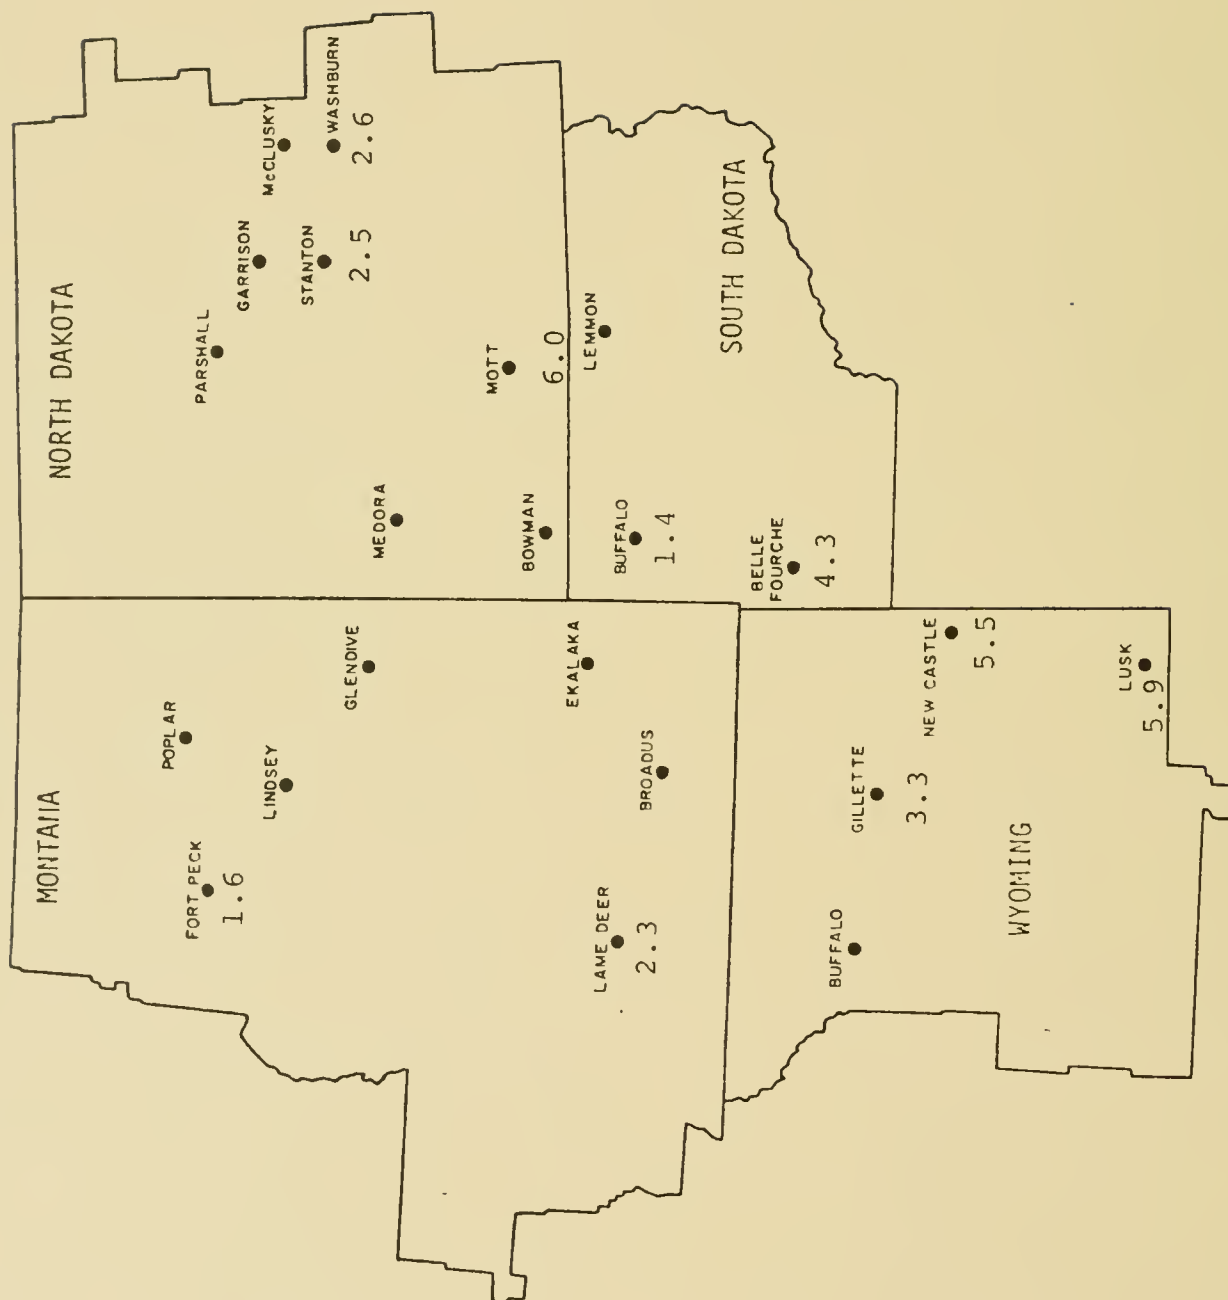 MONTANA
NORTH DAKOTA
POPLAR
FORT PECK
1.6
LINDSEY
GLENDIVE
PARSHALL
GARRISON
McCLUSKY
STANTON
2.5
WASHBURN
2.6
MEDORA
MOTT
6.0
BOWMAN
EKALAKA
BROADUS
LAME DEER
2.3
LEMMON
BUFFALO
1.4
SOUTH DAKOTA
BELLE
FOURCHE
4.3
BUFFALO
GILLETTE
3.3
NEW CASTLE
5.5
WYOMING
LUSK
5.9